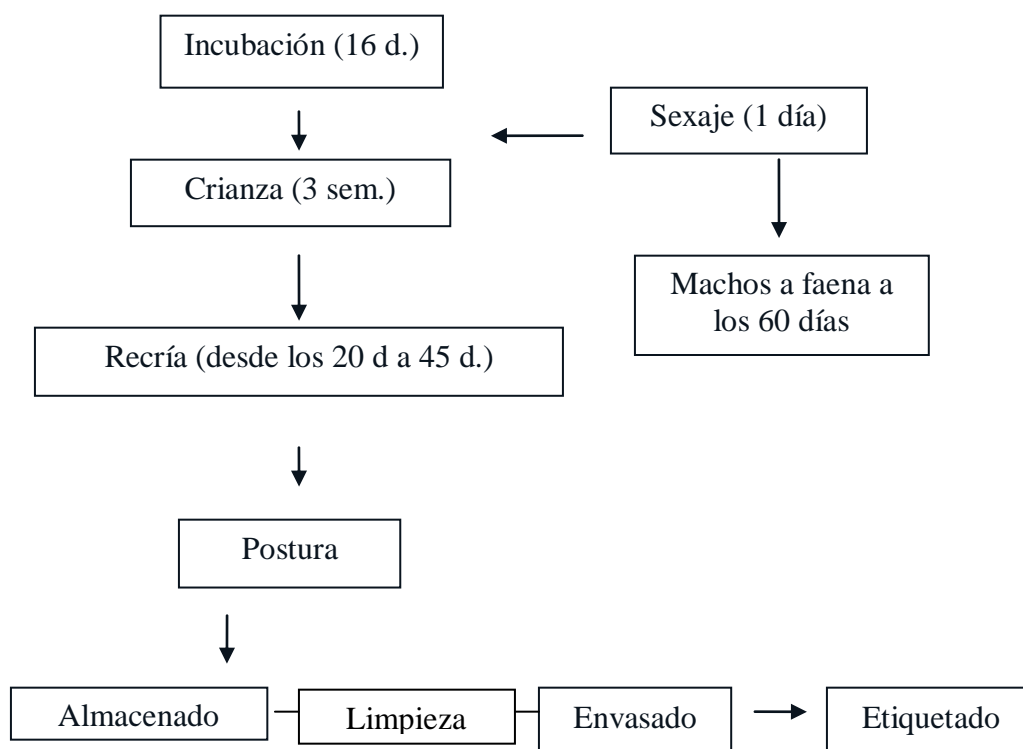 Incubación (16 d.)
Sexaje (1 día)
Crianza (3 sem.)
Machos a faena a
los 60 días
Recría (desde los 20 d a 45 d.)
Postura
Almacenado
Limpieza
Envasado
Etiquetado